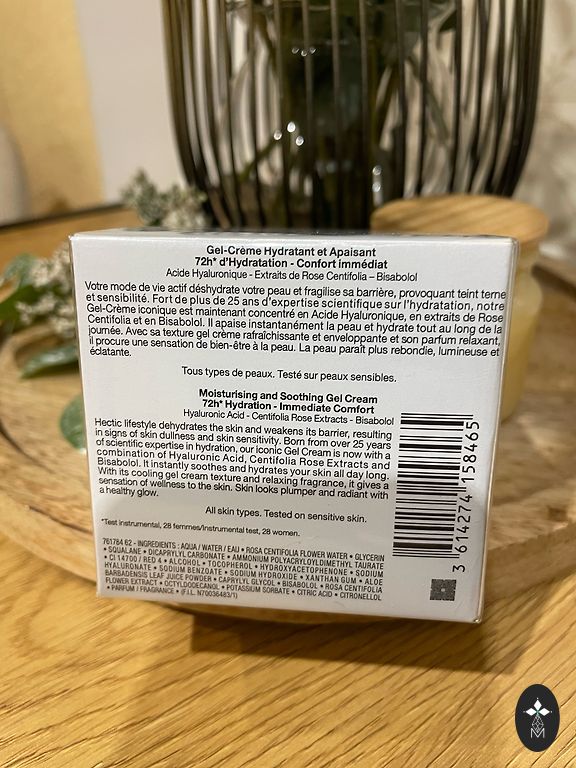 Gel-Crème Hydratant et Apaisant
72h* d'Hydratation - Confort immédiat
Acide Hyaluronique - Extraits de Rose Centifolia – Bisabolol
Votre mode de vie actif déshydrate votre peau et fragilise sa barrière, provoquant teint terne
et sensibilité. Fort de plus de 25 ans d'expertise scientifique sur l'hydratation, notre
Gel-Crème iconique est maintenant concentré en Acide Hyaluronique, en extraits de Rose
Centifolia et en Bisabolol. Il apaise instantanément la peau et hydrate tout au long de la
journée. Avec sa texture gel crème rafraîchissante et enveloppante et son parfum relaxant,
il procure une sensation de bien-être à la peau. La peau paraît plus rebondie, lumineuse et
éclatante.
Tous types de peaux. Testé sur peaux sensibles.
Moisturising and Soothing Gel Cream
72h* Hydration - Immediate Comfort
Hyaluronic Acid - Centifolia Rose Extracts - Bisabolol
Hectic lifestyle dehydrates the skin and weakens its barrier, resulting
in signs of skin dullness and skin sensitivity. Born from over 25 years
of scientific expertise in hydration, our iconic Gel Cream is now with a
combination of Hyaluronic Acid, Centifolia Rose Extracts and
Bisabolol. It instantly soothes and hydrates your skin all day long.
With its cooling gel cream texture and relaxing fragrance, it gives a
sensation of wellness to the skin. Skin looks plumper and radiant with
a healthy glow.
All skin types. Tested on sensitive skin.
*Test instrumental, 28 femmes/Instrumental test, 28 women.
761784 62 - INGREDIENTS : AQUA / WATER / EAU • ROSA CENTIFOLIA FLOWER WATER • GLYCERIN
• SQUALANE • DICAPRYLYL CARBONATE • AMMONIUM POLYACRYLOYLDIMETHYL TAURATE
• CI 14700 / RED 4 • ALCOHOL • TOCOPHEROL • HYDROXYACETOPHENONE • SODIUM
HYALURONATE • SODIUM BENZOATE • SODIUM HYDROXIDE • XANTHAN GUM • ALOE
BARBADENSIS LEAF JUICE POWDER • CAPRYLYL GLYCOL • BISABOLOL • ROSA CENTIFOLIA
FLOWER EXTRACT • OCTYLDODECANOL • POTASSIUM SORBATE • CITRIC ACID • CITRONELLOL
• PARFUM / FRAGRANCE • (F.I.L. N70036483/1)
3 614274 158465
M